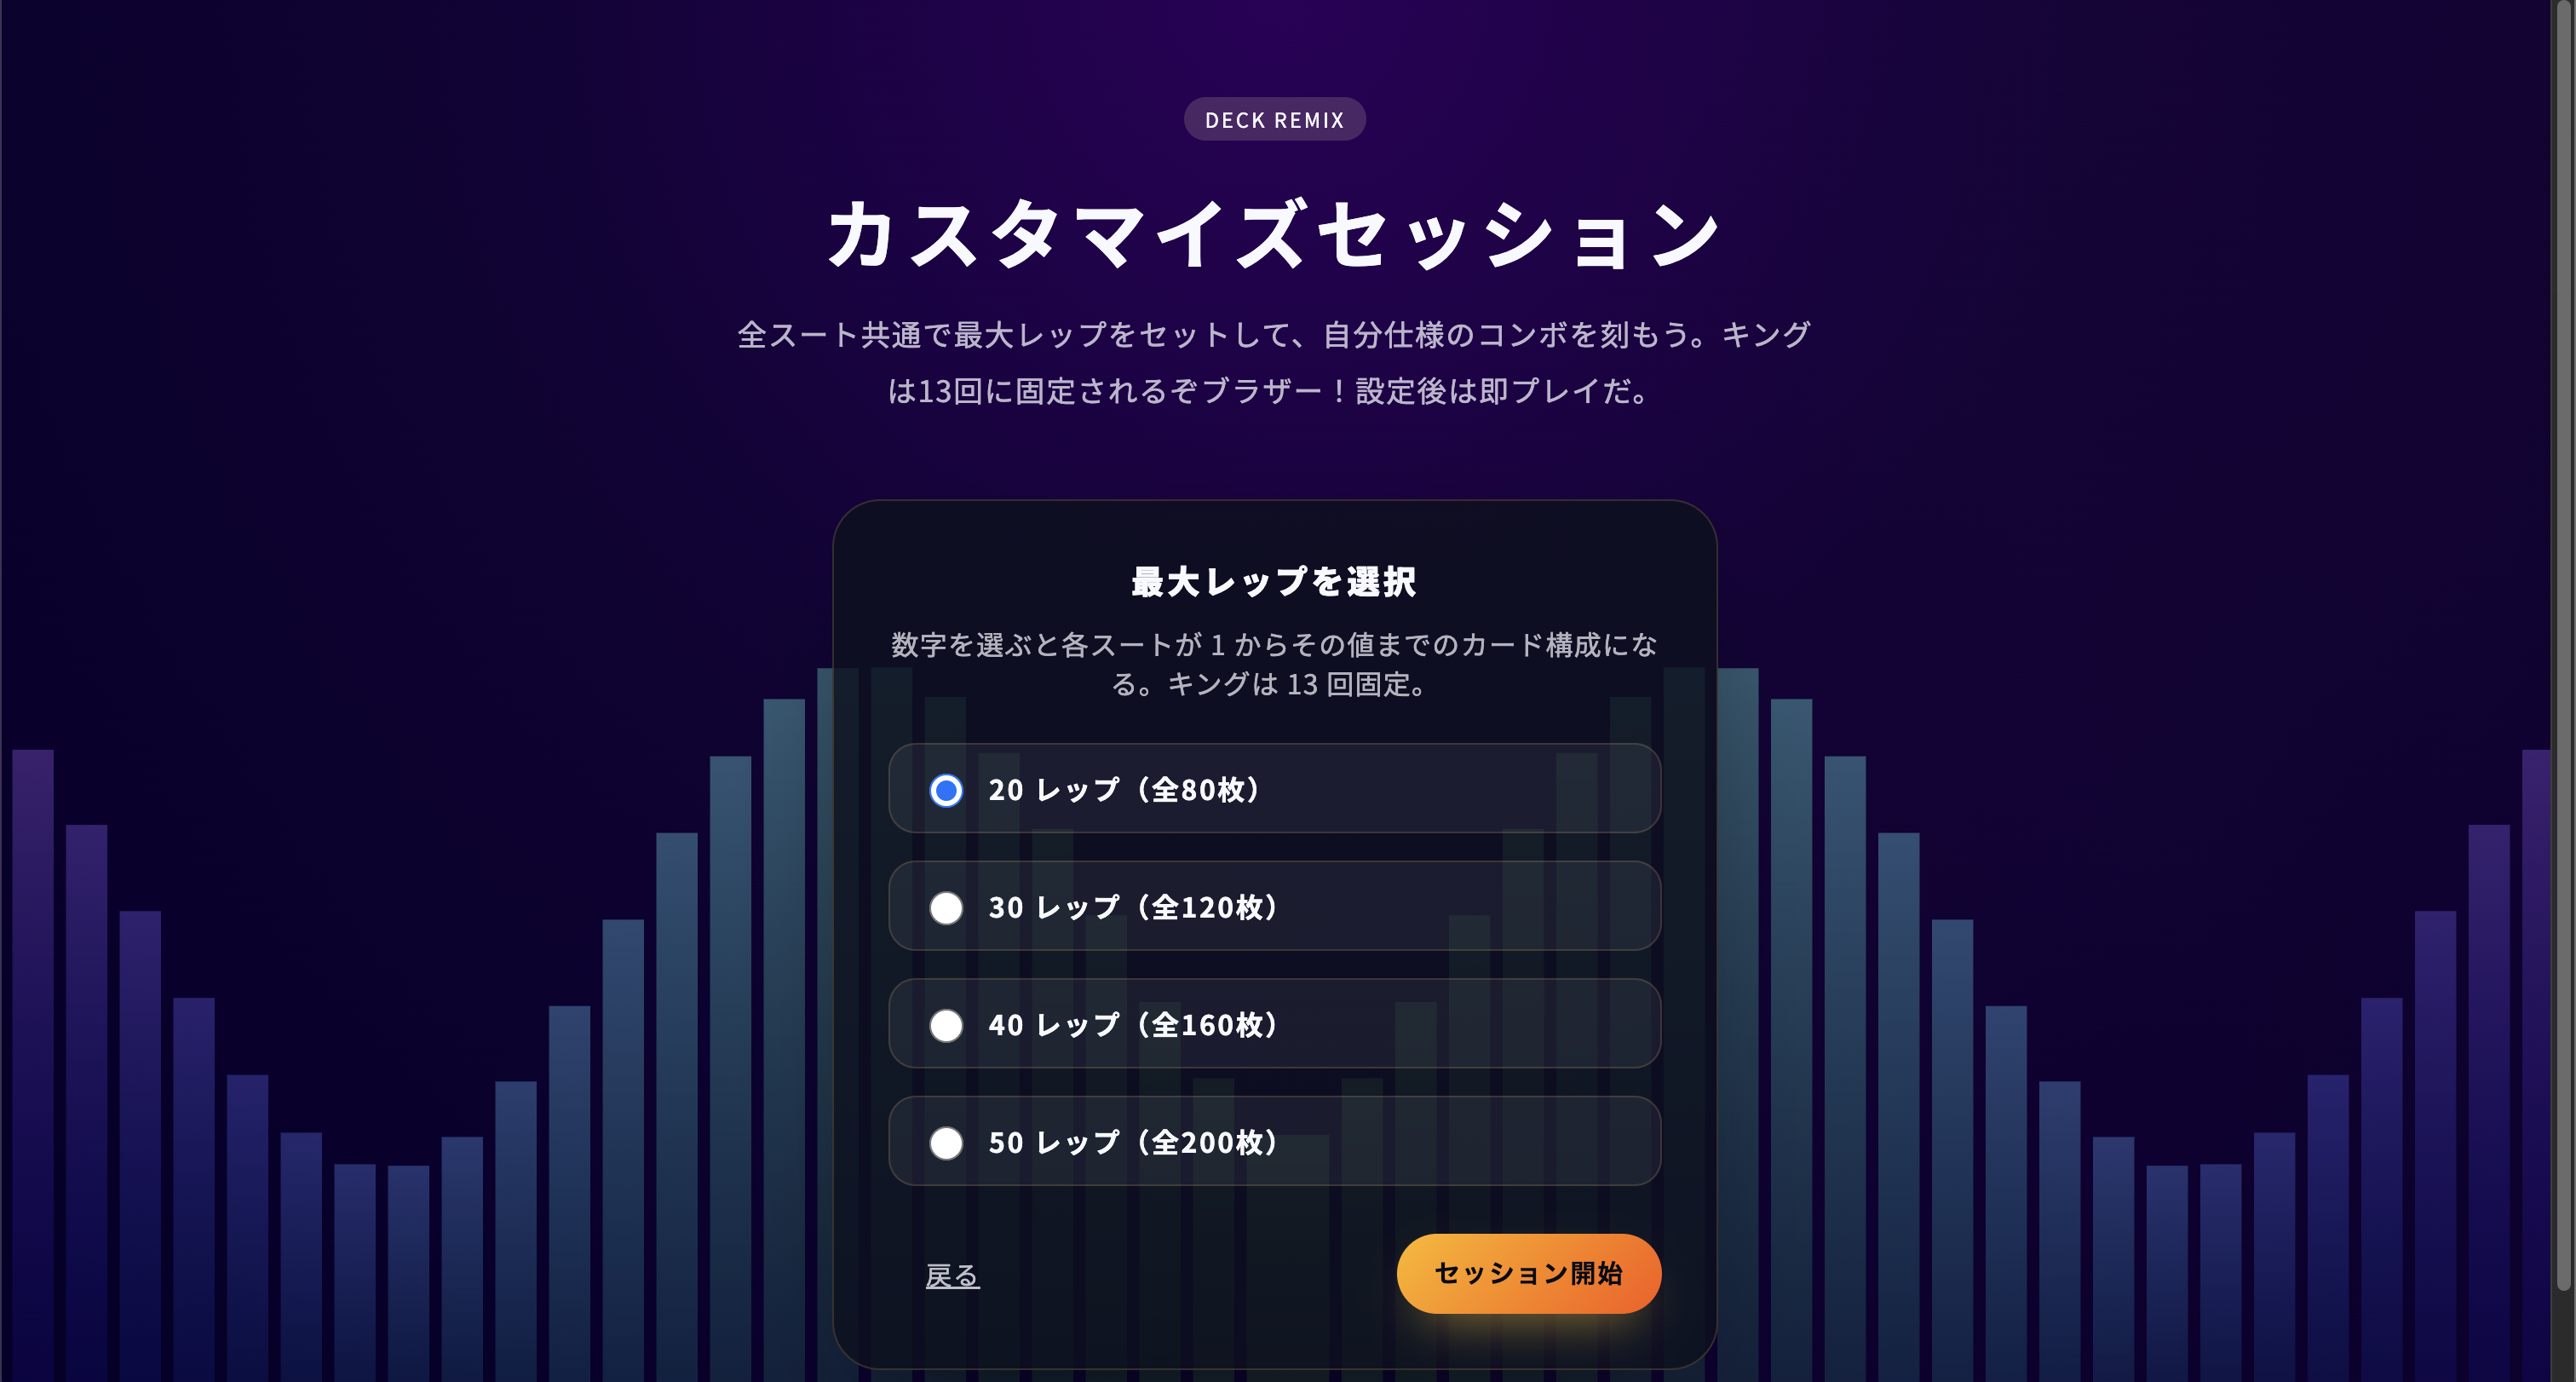 DECK REMIX
カスタマイズセッション
全スート共通で最大レップをセットして、自分仕様のコンボを刻もう。キング
は13回に固定されるぞブラザー！設定後は即プレイだ。
最大レップを選択
数字を選ぶと各スートが 1 からその値までのカード構成にな
る。キングは 13 回固定。
20 レップ（全80枚）
30 レップ（全120枚）
40 レップ（全160枚）
50 レップ（全200枚）
戻る
セッション開始